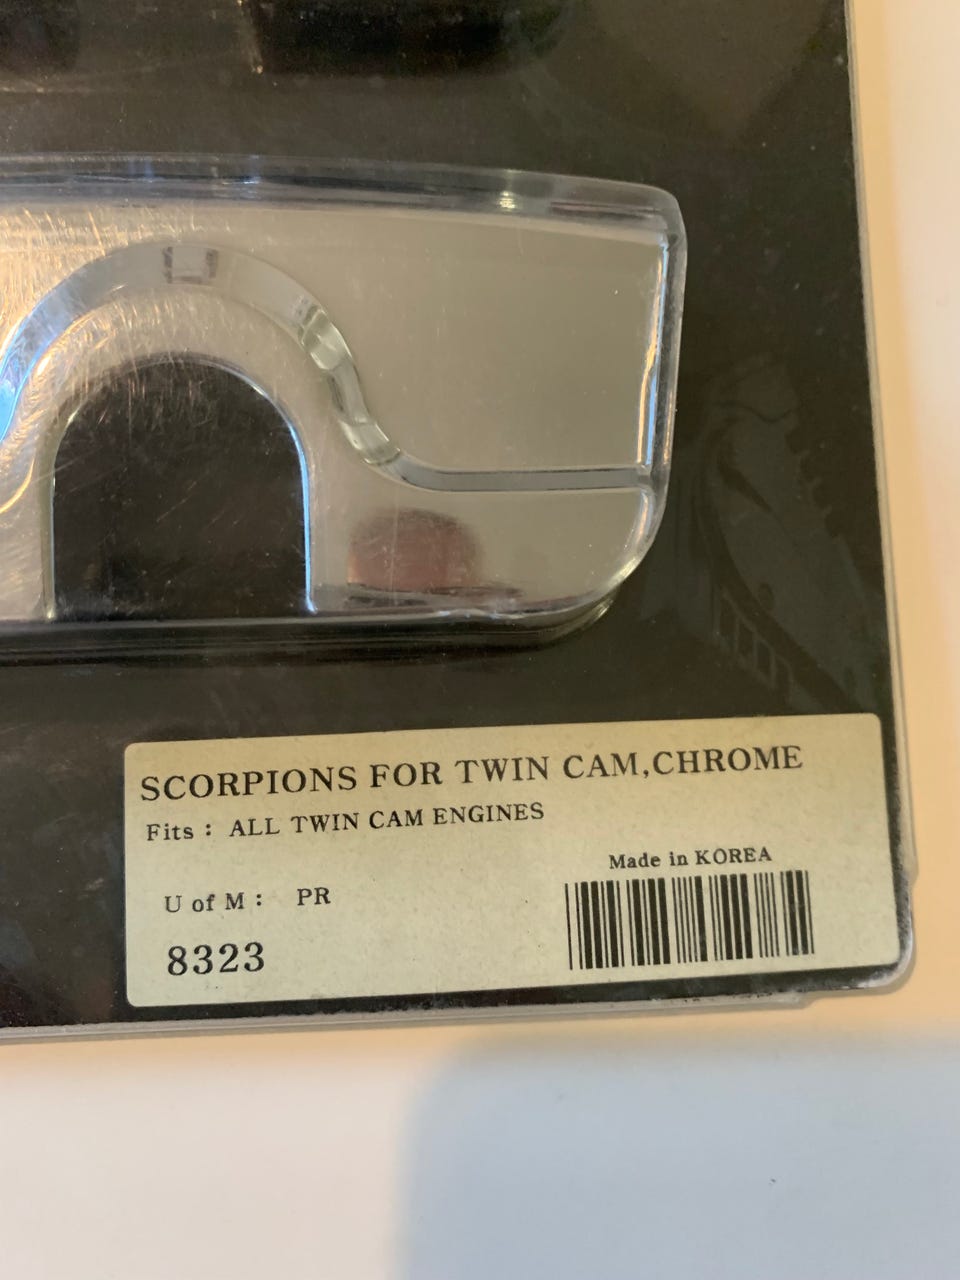 SCORPIONS FOR TWIN CAM,CHROME
Fits : ALL TWIN CAM ENGINES
Made in KOREA
U of M : PR
8323